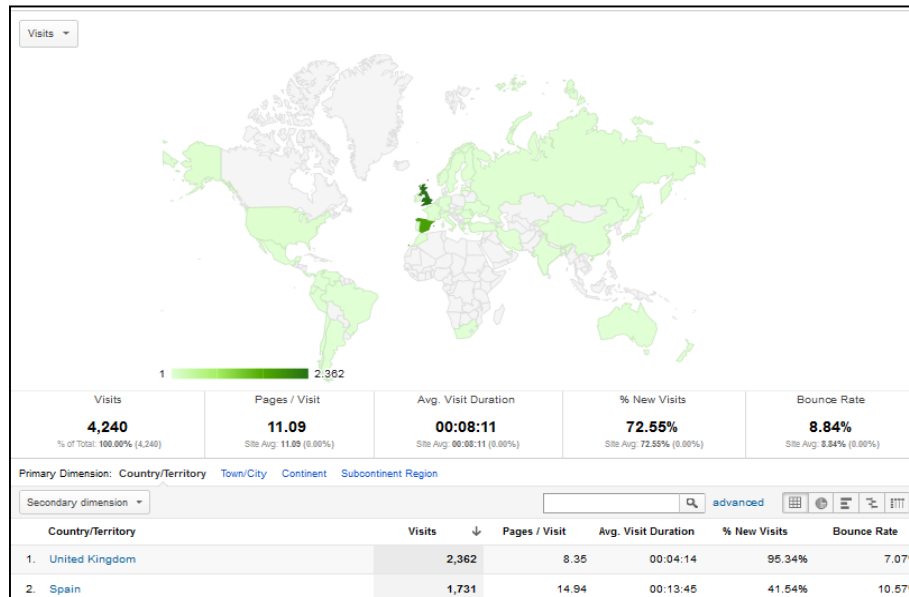 Visits
1 2.362
Visits Pages / Visit Avg. Visit Duration % New Visits Bounce Rate
4,240 11.09 00:08:11 72.55% 8.84%
% of Total: 100.00% (4,240) Site Avg: 11.09 (0.00%) Site Avg: 00:08:11 (0.00%) Site Avg: 72.55% (0.00%) Site Avg: 8.84% (0.00%)
Primary Dimension: Country/Territory Town/City Continent Subcontinent Region
Secondary dimension advanced
Country/Territory Visits Pages / Visit Avg. Visit Duration % New Visits Bounce Rate
1. United Kingdom 2,362 8.35 00:04:14 95.34% 7.07%
2. Spain 1,731 14.94 00:13:45 41.54% 10.57%